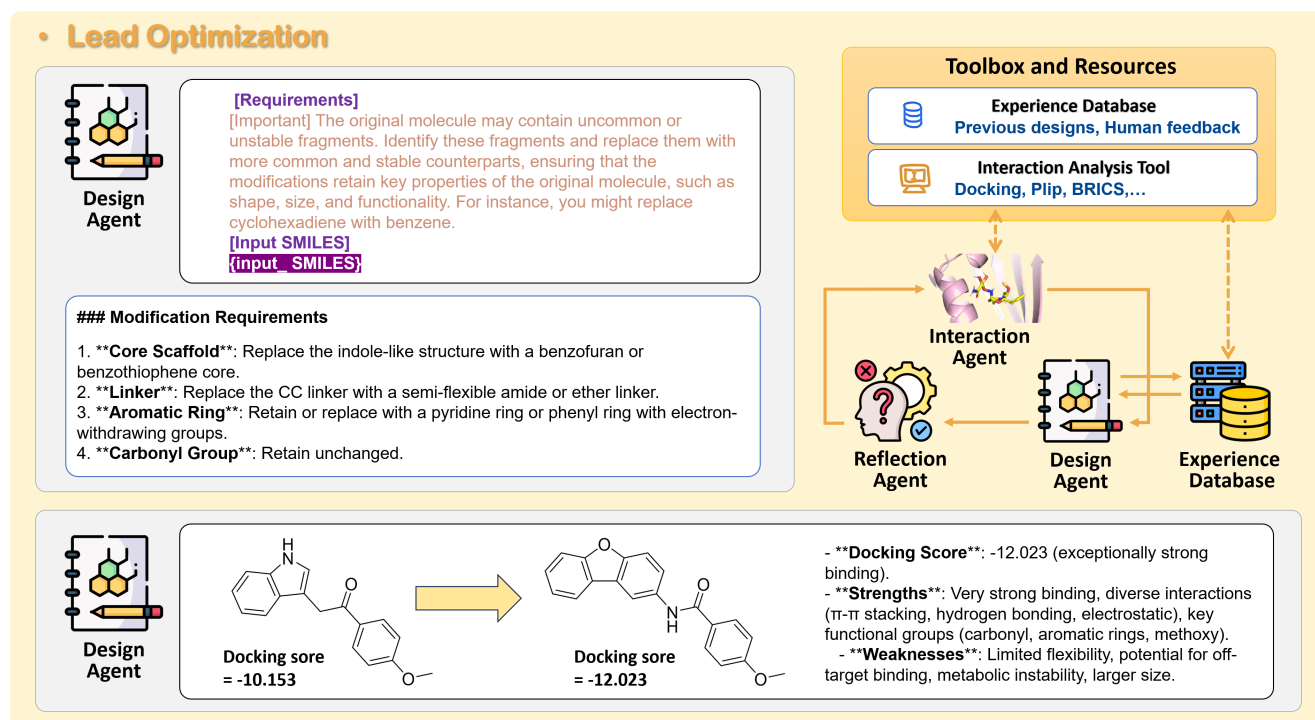 • Lead Optimization
Design
Agent
[Requirements]
[Important] The original molecule may contain uncommon or
unstable fragments. Identify these fragments and replace them with
more common and stable counterparts, ensuring that the
modifications retain key properties of the original molecule, such as
shape, size, and functionality. For instance, you might replace
cyclohexadiene with benzene.
[Input SMILES]
{input_ SMILES}
### Modification Requirements
1. **Core Scaffold**: Replace the indole-like structure with a benzofuran or
benzothiophene core.
2. **Linker**: Replace the CC linker with a semi-flexible amide or ether linker.
3. **Aromatic Ring**: Retain or replace with a pyridine ring or phenyl ring with electron-
withdrawing groups.
4. **Carbonyl Group**: Retain unchanged.
Toolbox and Resources
Experience Database
Previous designs, Human feedback
Interaction Analysis Tool
Docking, Plip, BRICS,...
Interaction
Agent
?
Reflection
Agent
Design
Agent
Experience
Database
Design
Agent
H
N
O
O
Docking sore
= -10.153
O
O
N
H
O
Docking sore
= -12.023
- **Docking Score**: -12.023 (exceptionally strong
binding).
- **Strengths**: Very strong binding, diverse interactions
(π-π stacking, hydrogen bonding, electrostatic), key
functional groups (carbonyl, aromatic rings, methoxy).
- **Weaknesses**: Limited flexibility, potential for off-
target binding, metabolic instability, larger size.